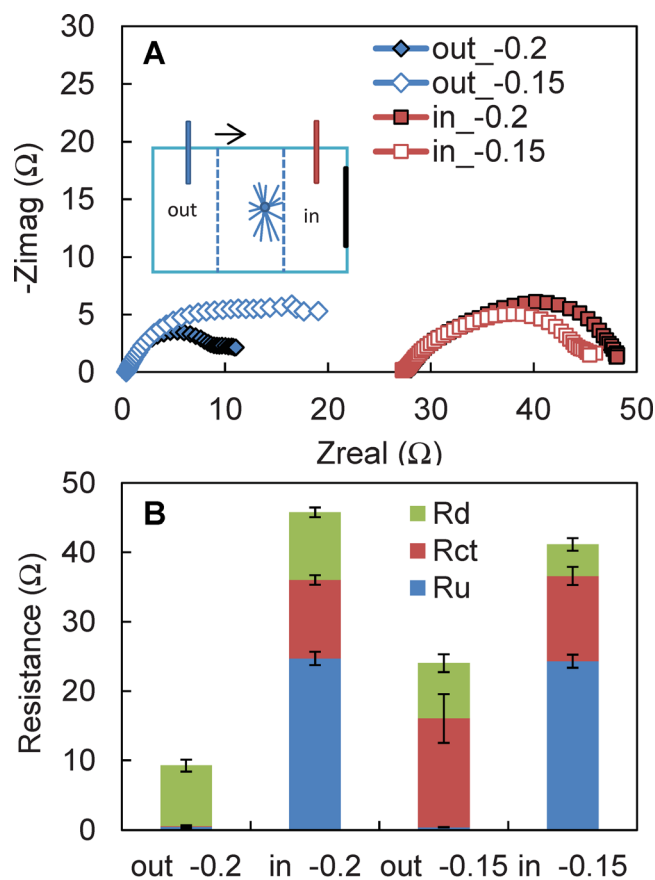 A
out_-0.2
out_-0.15
in_-0.2
in_-0.15
out
in
-Zimag (Ω)
30
25
20
15
10
5
0
0 10 20 30 40 50
Zreal (Ω)
B
Rd
Rct
Ru
Resistance (Ω)
50
40
30
20
10
0
out -0.2 in -0.2 out -0.15 in -0.15